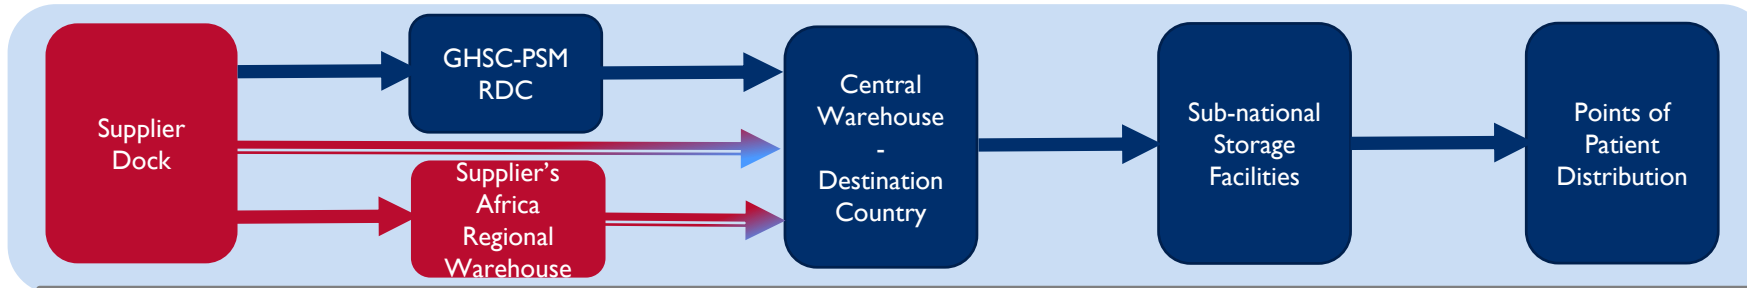 Supplier
Dock
GHSC-PSM
RDC
Supplier’s
Africa
Regional
Warehouse
Central
Warehouse
-
Destination
Country
Sub-national
Storage
Facilities
Points of
Patient
Distribution